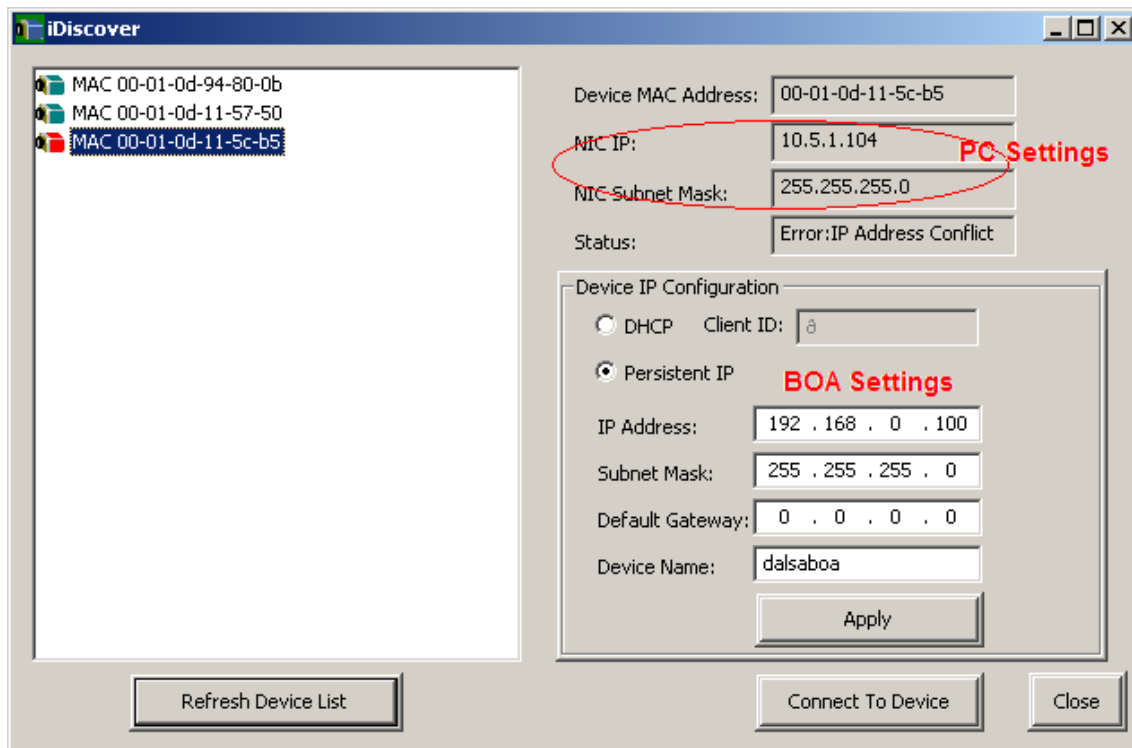 iDiscover
MAC 00-01-0d-94-80-0b
MAC 00-01-0d-11-57-50
MAC 00-01-0d-11-5c-b5
Device MAC Address: 00-01-0d-11-5c-b5
NIC IP: 10.5.1.104
PC Settings
NIC Subnet Mask: 255.255.255.0
Status: Error:IP Address Conflict
Device IP Configuration
DHCP Client ID: a
Persistent IP
BOA Settings
IP Address: 192 . 168 . 0 . 100
Subnet Mask: 255 . 255 . 255 . 0
Default Gateway: 0 . 0 . 0 . 0
Device Name: dalsaboa
Apply
Refresh Device List
Connect To Device
Close